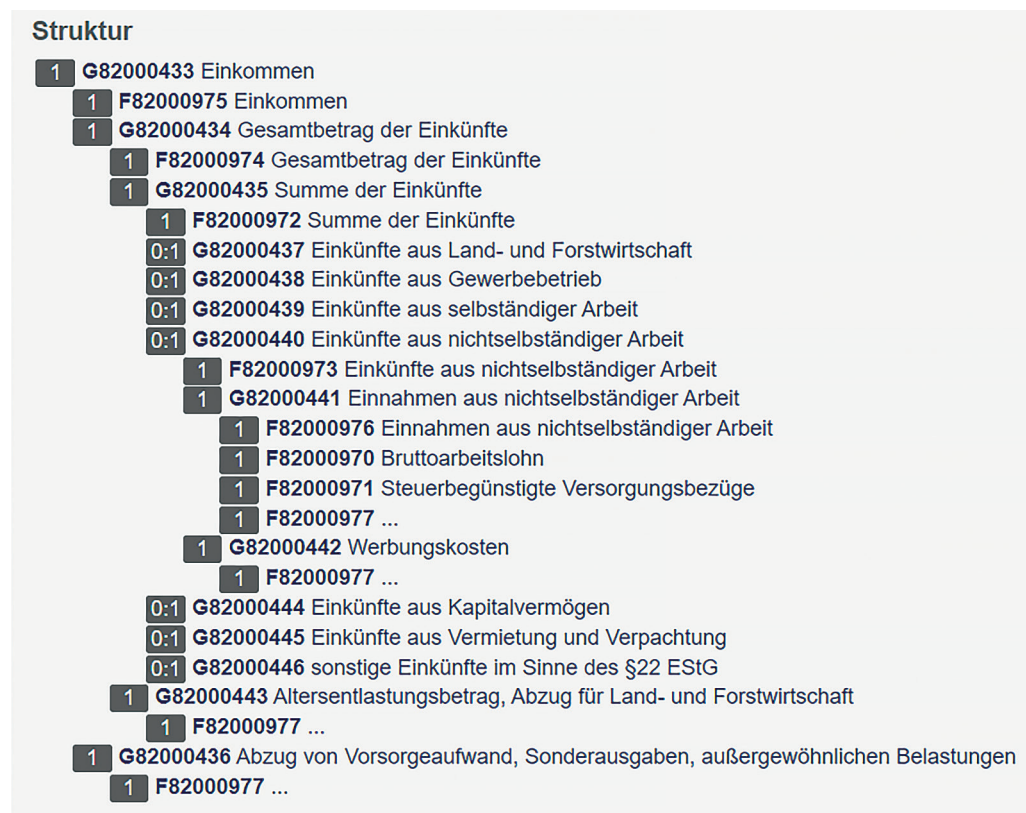 Struktur
1 G82000433 Einkommen
1 F82000975 Einkommen
1 G82000434 Gesamtbetrag der Einkünfte
1 F82000974 Gesamtbetrag der Einkünfte
1 G82000435 Summe der Einkünfte
1 F82000972 Summe der Einkünfte
0:1 G82000437 Einkünfte aus Land- und Forstwirtschaft
0:1 G82000438 Einkünfte aus Gewerbebetrieb
0:1 G82000439 Einkünfte aus selbständiger Arbeit
0:1 G82000440 Einkünfte aus nichtselbständiger Arbeit
1 F82000973 Einkünfte aus nichtselbständiger Arbeit
1 G82000441 Einnahmen aus nichtselbständiger Arbeit
1 F82000976 Einnahmen aus nichtselbständiger Arbeit
1 F82000970 Bruttoarbeitslohn
1 F82000971 Steuerbegünstigte Versorgungsbezüge
1 F82000977 ...
1 G82000442 Werbungskosten
1 F82000977 ...
0:1 G82000444 Einkünfte aus Kapitalvermögen
0:1 G82000445 Einkünfte aus Vermietung und Verpachtung
0:1 G82000446 sonstige Einkünfte im Sinne des §22 EStG
1 G82000443 Altersentlastungsbetrag, Abzug für Land- und Forstwirtschaft
1 F82000977 ...
1 G82000436 Abzug von Vorsorgeaufwand, Sonderausgaben, außergewöhnlichen Belastungen
1 F82000977 ...